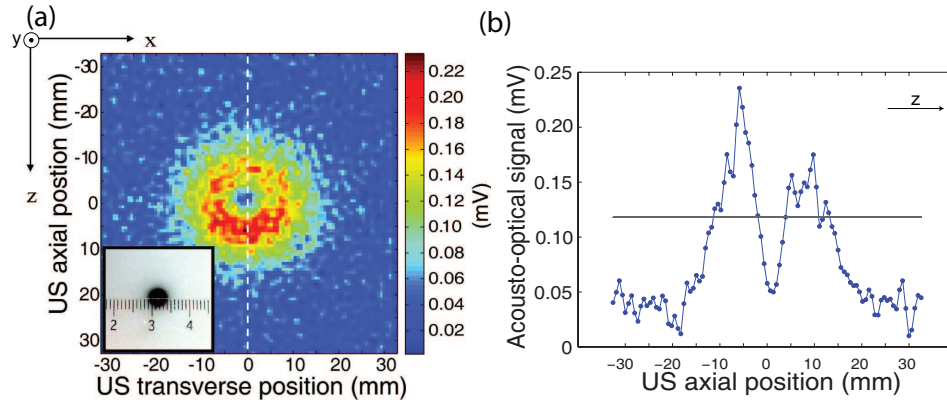 (a)
y x
z
US axial postion (mm)
-30
-20
-10
0
10
20
30
2 3 4
-30 -20 -10 0 10 20 30
US transverse position (mm)
0.22
0.20
0.18
0.16
0.14
0.12
0.10
0.08
0.06
0.04
0.02
(mV)
(b)
Acousto-optical signal (mV)
0.25
0.20
0.15
0.10
0.05
0
z
-30 -20 -10 0 10 20 30
US axial position (mm)